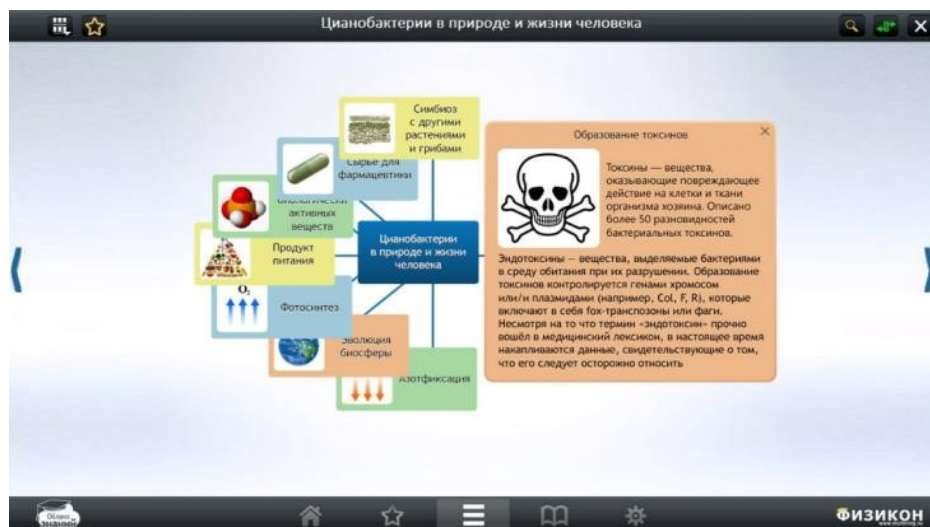 Цианобактерии в природе и жизни человека
Симбиоз
с другими
растениями
и грибами
Сырье для
фармацевтики
биологически
активных
веществ
Продукт
питания
O₂
Фотосинтез
Эволюция
биосферы
Азотфиксация
Цианобактерии
в природе и жизни
человека
Образование токсинов
Токсины — вещества,
оказывающие повреждающее
действие на клетки и ткани
организма хозяина. Описано
более 50 разновидностей
бактериальных токсинов.
Эндотоксины — вещества, выделяемые бактериями
в среду обитания при их разрушении. Образование
токсинов контролируется генами хромосом
или/и плазмидами (например, Col, F, R), которые
включают в себя fox-транспозоны или фаги.
Несмотря на то что термин «эндотоксин» прочно
вошёл в медицинский лексикон, в настоящее время
накапливаются данные, свидетельствующие о том,
что его следует осторожно относить
Облако
знаний
ФИЗИКОН